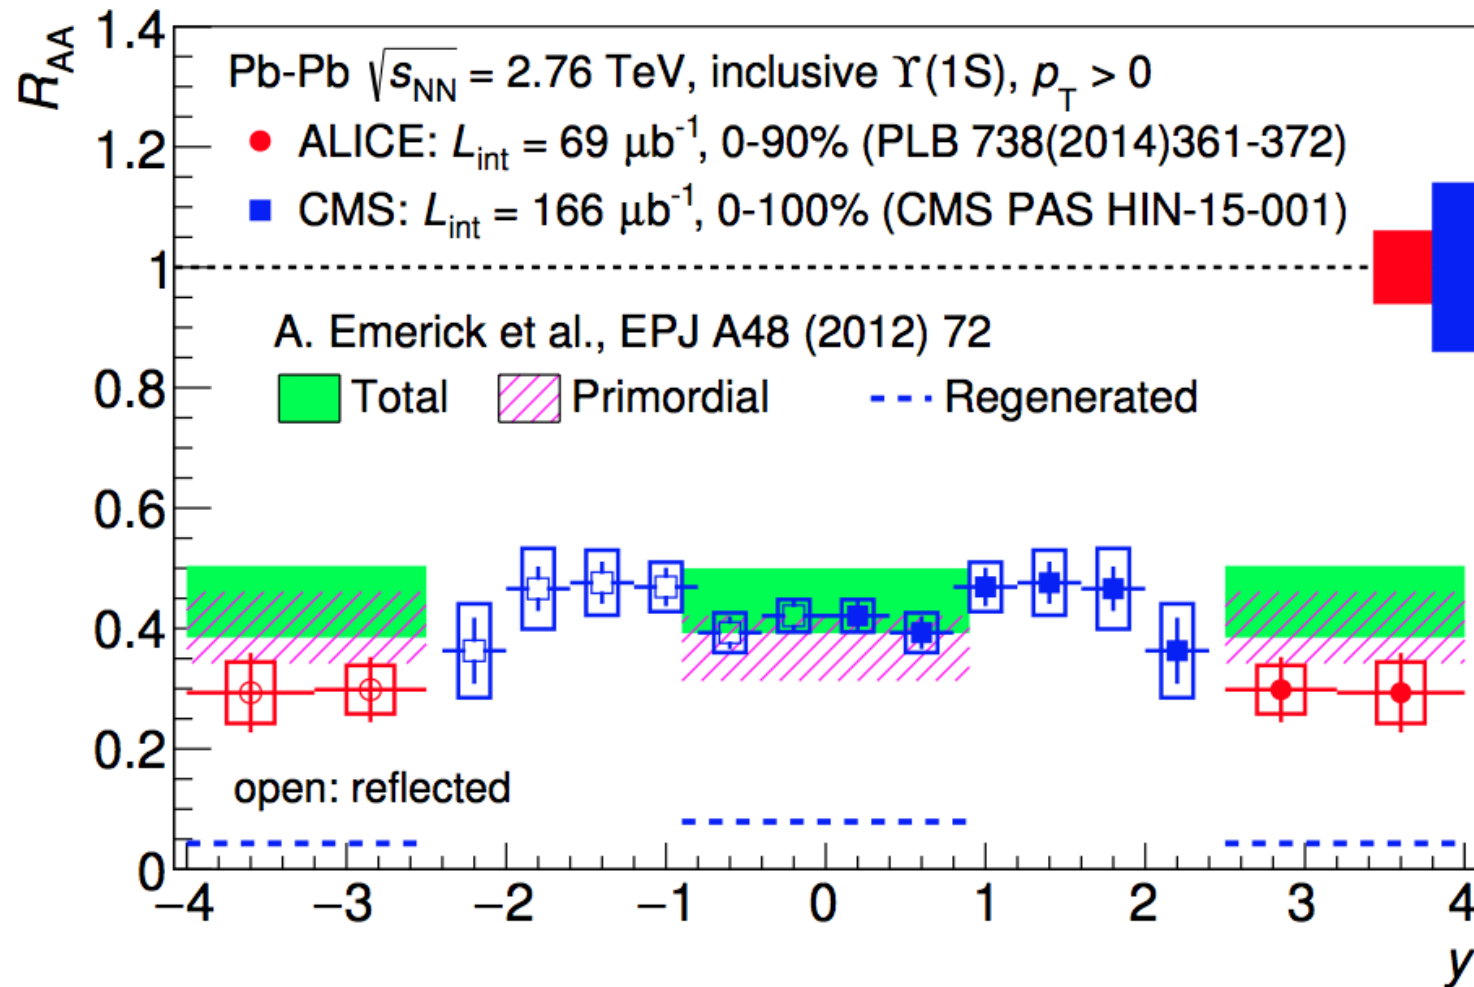 R_AA
1.4
Pb-Pb √s_NN = 2.76 TeV, inclusive ϒ(1S), p_T > 0
ALICE: L_int = 69 μb⁻¹, 0-90% (PLB 738(2014)361-372)
1.2
CMS: L_int = 166 μb⁻¹, 0-100% (CMS PAS HIN-15-001)
1
A. Emerick et al., EPJ A48 (2012) 72
0.8
Total Primordial Regenerated
0.6
0.4
0.2
open: reflected
0
−4 −3 −2 −1 0 1 2 3 4
y